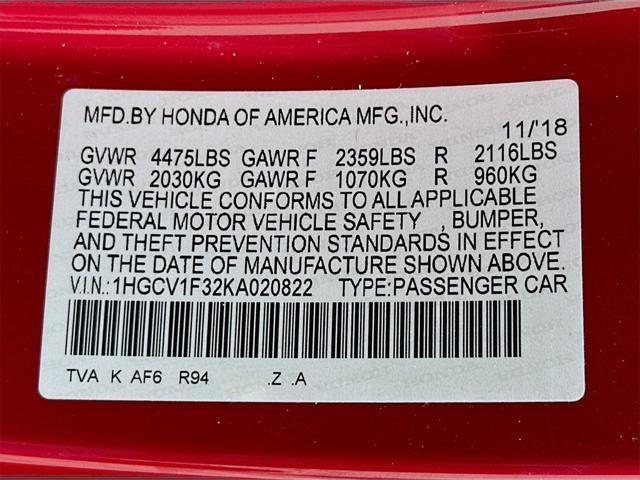 MFD.BY HONDA OF AMERICA MFG.,INC.
11/'18
GVWR 4475LBS GAWR F 2359LBS R 2116LBS
GVWR 2030KG GAWR F 1070KG R 960KG
THIS VEHICLE CONFORMS TO ALL APPLICABLE
FEDERAL MOTOR VEHICLE SAFETY , BUMPER,
AND THEFT PREVENTION STANDARDS IN EFFECT
ON THE DATE OF MANUFACTURE SHOWN ABOVE.
V.I.N.:1HGCV1F32KA020822 TYPE:PASSENGER CAR
TVA K AF6 R94 .Z .A